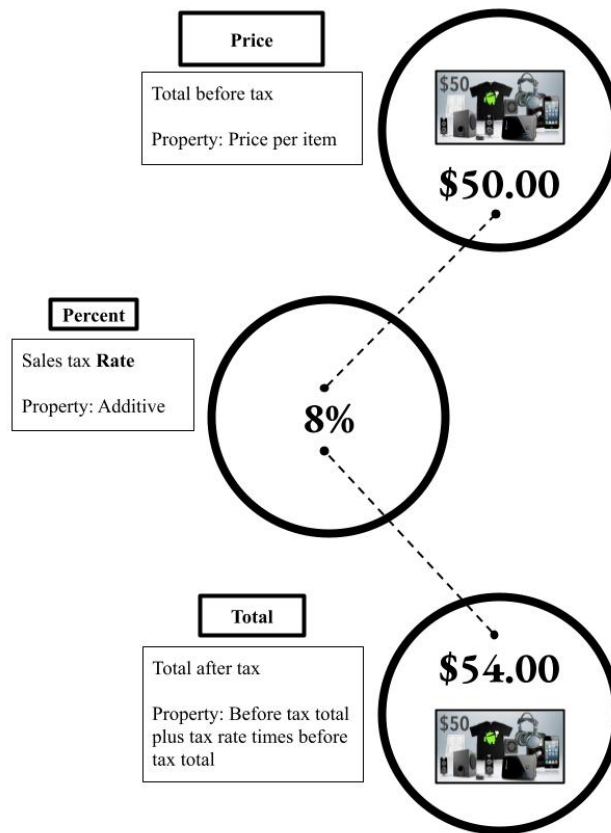 Price
Total before tax
Property: Price per item
$50
$50.00
Percent
Sales tax Rate
Property: Additive
8%
Total
Total after tax
Property: Before tax total
plus tax rate times before
tax total
$54.00
$50